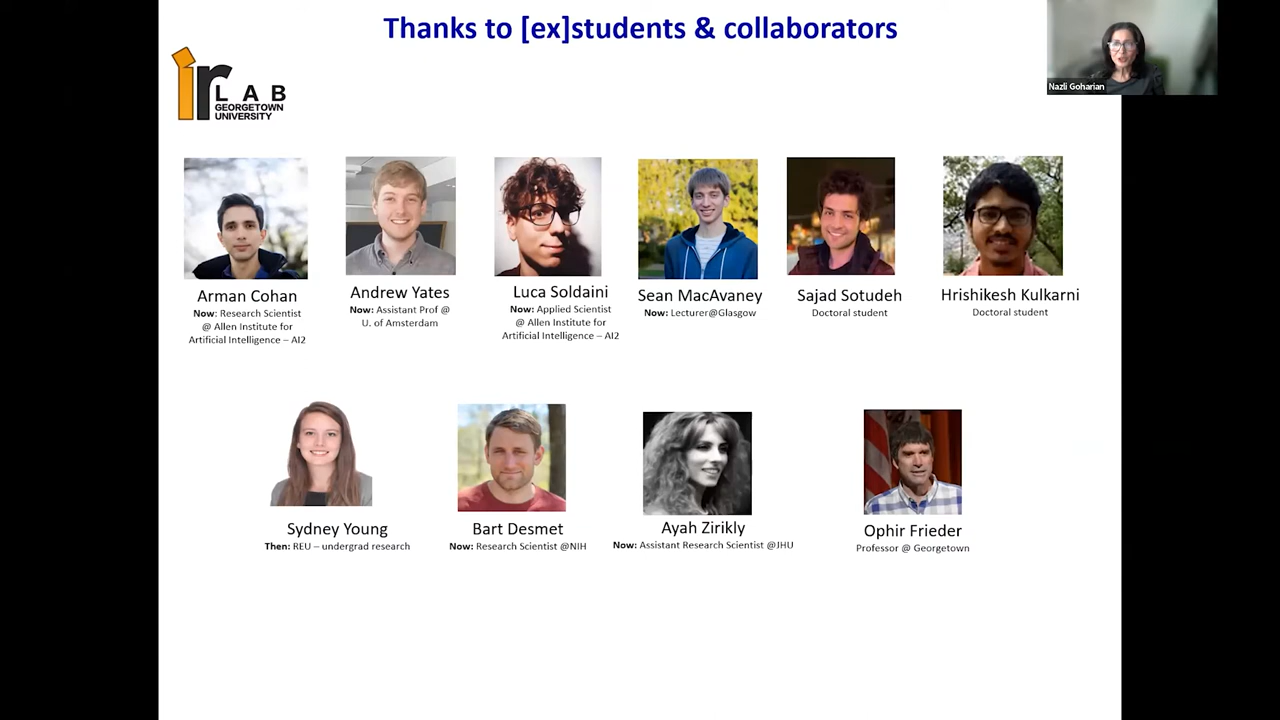 Thanks to [ex]students & collaborators
Nazli Goharian
ir
LAB
GEORGETOWN
UNIVERSITY
Arman Cohan
Now: Research Scientist
@ Allen Institute for
Artificial Intelligence – AI2
Andrew Yates
Now: Assistant Prof @
U. of Amsterdam
Luca Soldaini
Now: Applied Scientist
@ Allen Institute for
Artificial Intelligence – AI2
Sean MacAvaney
Now: Lecturer@Glasgow
Sajad Sotudeh
Doctoral student
Hrishikesh Kulkarni
Doctoral student
Sydney Young
Then: REU – undergrad research
Bart Desmet
Now: Research Scientist @NIH
Ayah Zirikly
Now: Assistant Research Scientist @JHU
Ophir Frieder
Professor @ Georgetown